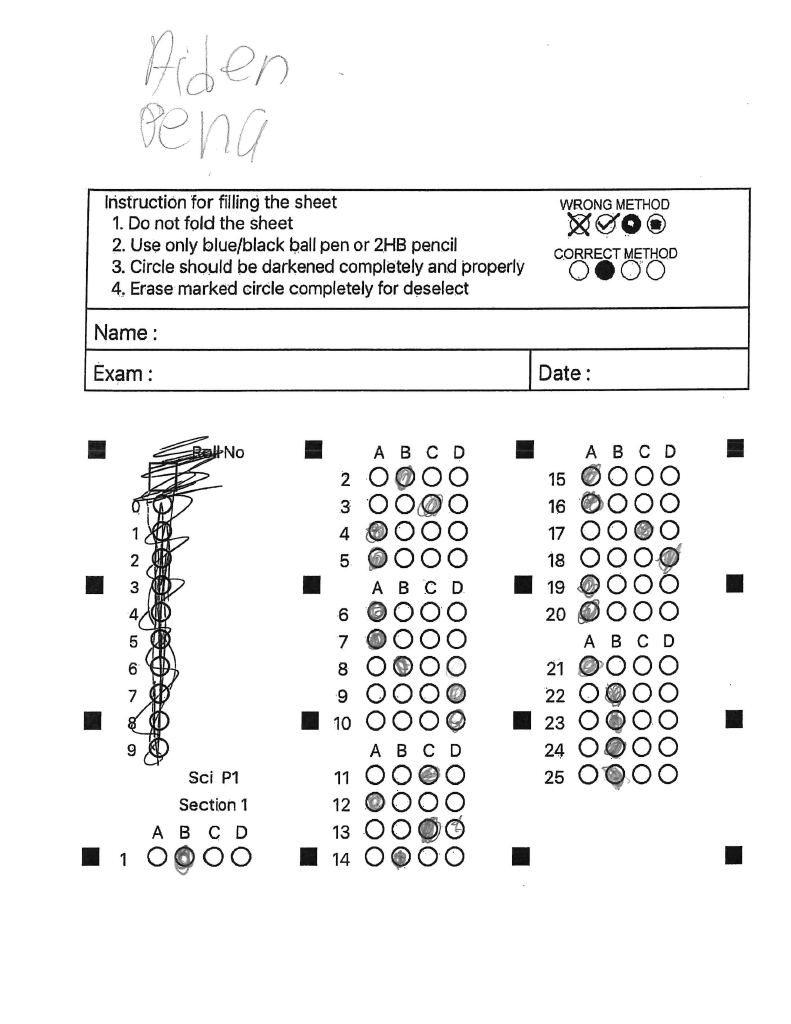 Aiden
Pena
Instruction for filling the sheet
1. Do not fold the sheet
2. Use only blue/black ball pen or 2HB pencil
3. Circle should be darkened completely and properly
4. Erase marked circle completely for deselect
WRONG METHOD
CORRECT METHOD
Name :
Exam :
Date :
Roll No
0
1
2
3
4
5
6
7
8
9
Sci P1
Section 1
A B C D
1
A B C D
2
3
4
5
A B C D
6
7
8
9
10
A B C D
11
12
13
14
A B C D
15
16
17
18
19
20
A B C D
21
22
23
24
25